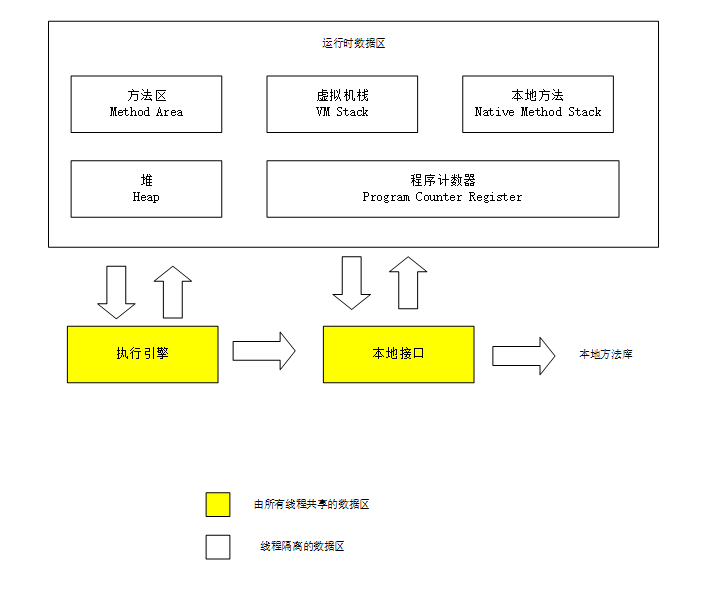 运行时数据区
方法区
Method Area
虚拟机栈
VM Stack
本地方法
Native Method Stack
堆
Heap
程序计数器
Program Counter Register
执行引擎
本地接口
本地方法库
由所有线程共享的数据区
线程隔离的数据区